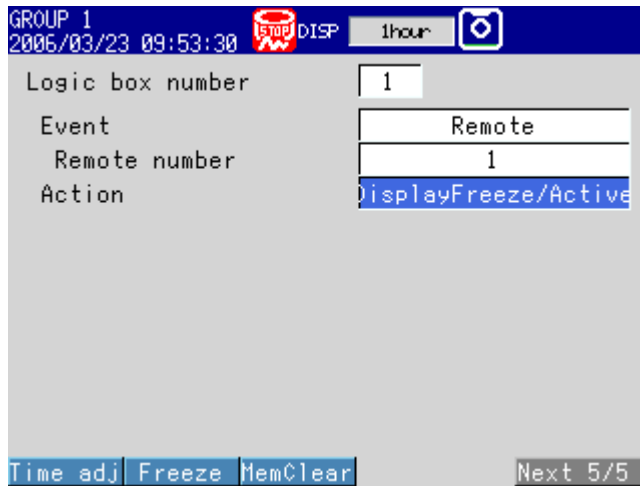 GROUP 1
2006/03/23 09:53:30 STOP DISP 1hour
Logic box number 1
Event Remote
Remote number 1
Action DisplayFreeze/Active
Time adj Freeze MemClear Next 5/5